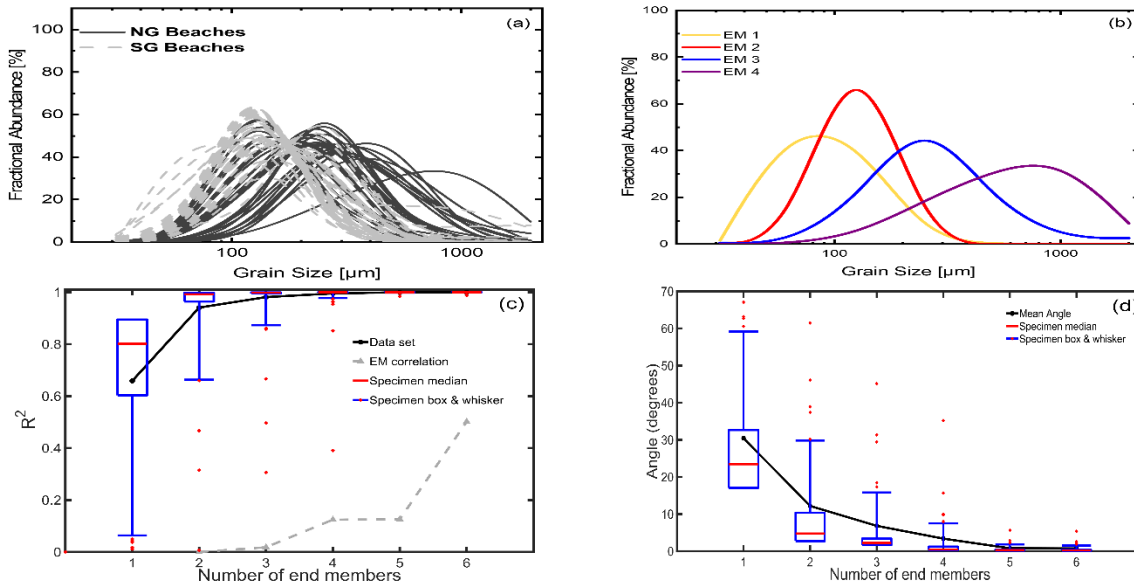 (a)
NG Beaches
SG Beaches
Fractional Abundance [%]
100
80
60
40
20
0
100
1000
Grain Size [µm]
(b)
EM 1
EM 2
EM 3
EM 4
Fractional Abundance [%]
100
80
60
40
20
0
100
1000
Grain Size [µm]
(c)
Data set
EM correlation
Specimen median
Specimen box & whisker
R²
1
0.8
0.6
0.4
0.2
0
1 2 3 4 5 6
Number of end members
(d)
Mean Angle
Specimen median
Specimen box & whisker
Angle (degrees)
70
60
50
40
30
20
10
0
1 2 3 4 5 6
Number of end members